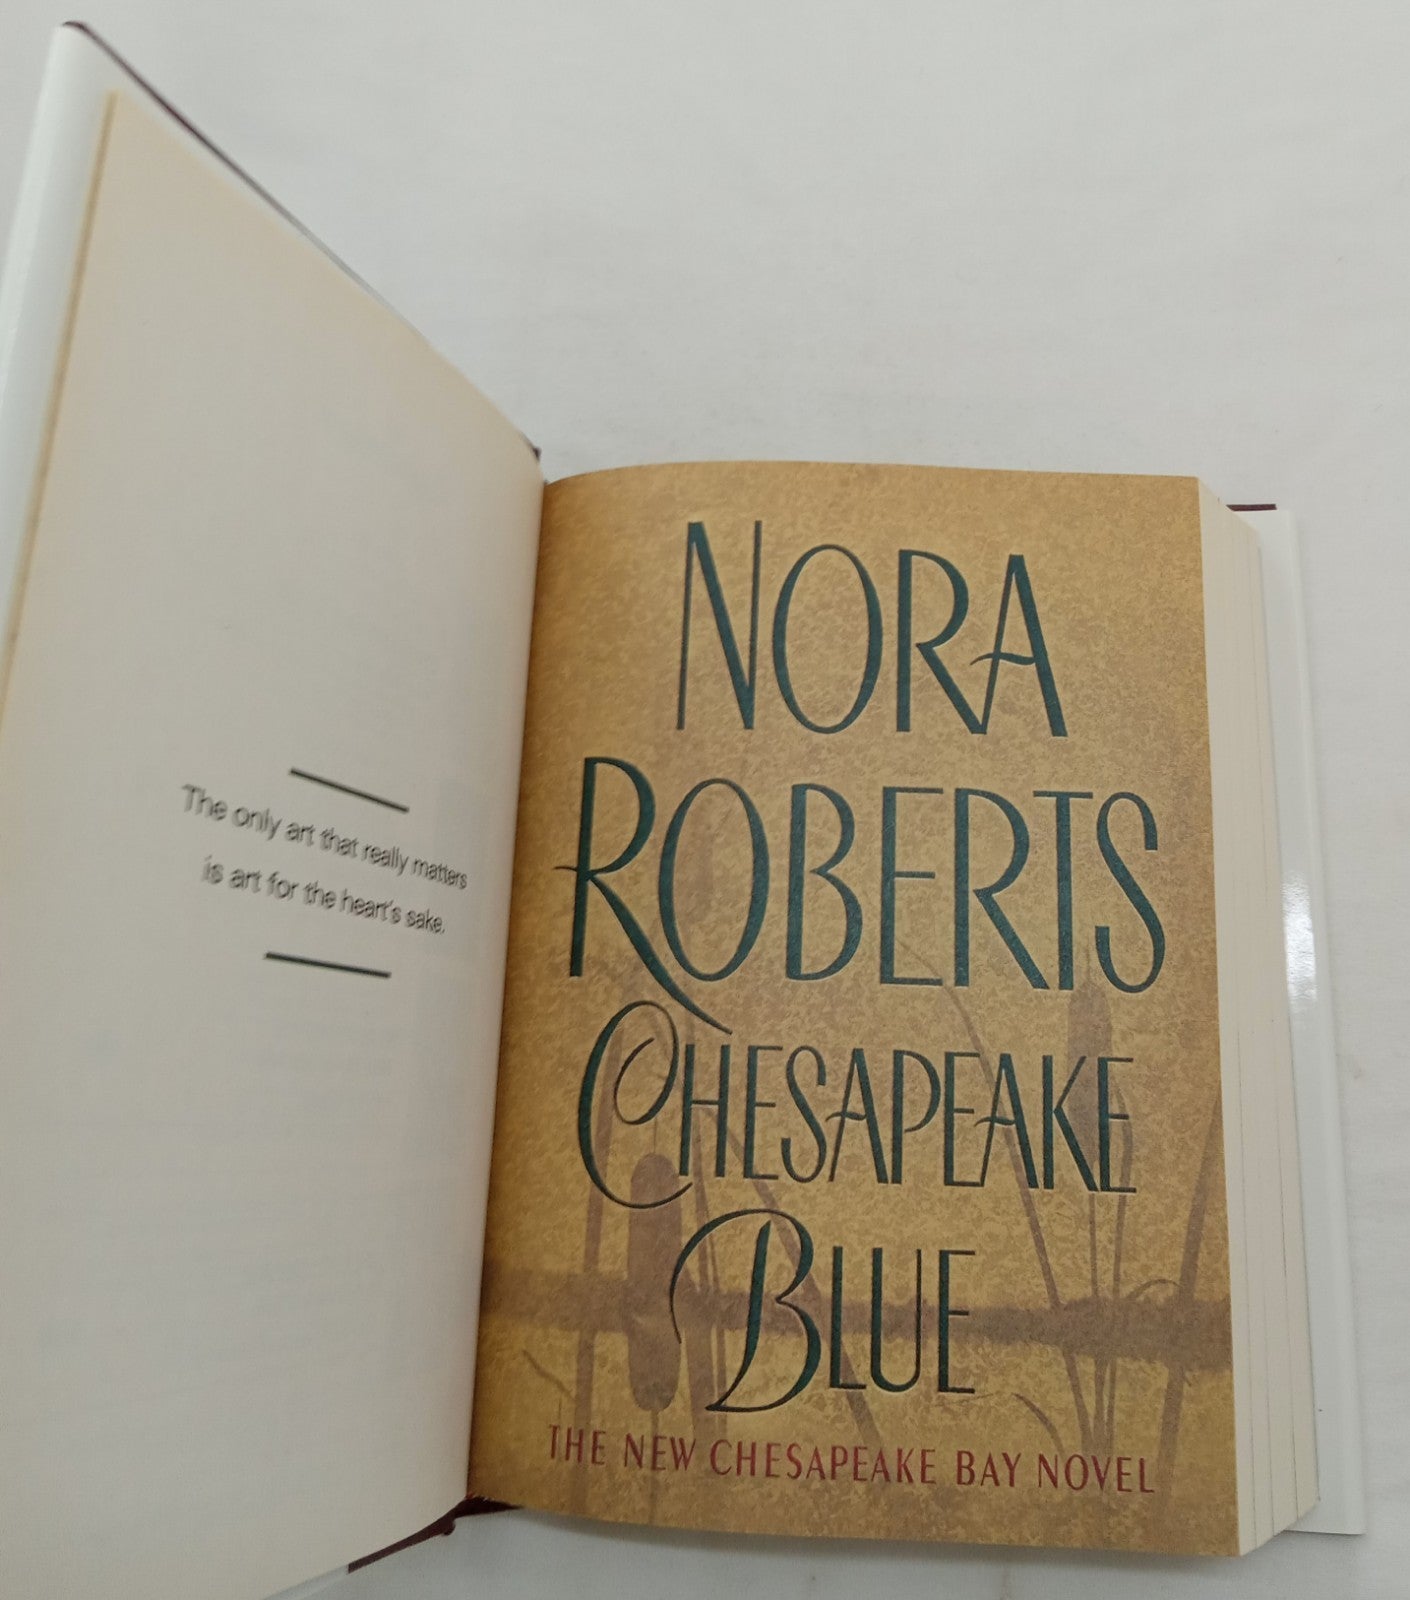 The only art that really matters
is art for the heart's sake.
NORA
ROBERTS
CHESAPEAKE
BLUE
THE NEW CHESAPEAKE BAY NOVEL